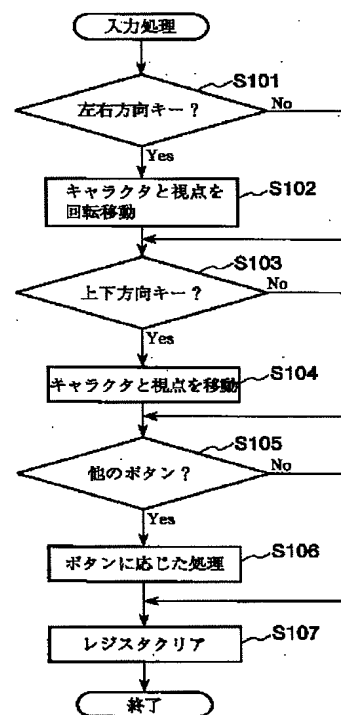 入力処理
S101
左右方向キー？
No
Yes
キャラクタと視点を
回転移動
S102
S103
上下方向キー？
No
Yes
キャラクタと視点を移動
S104
S105
他のボタン？
No
Yes
ボタンに応じた処理
S106
レジスタクリア
S107
終了